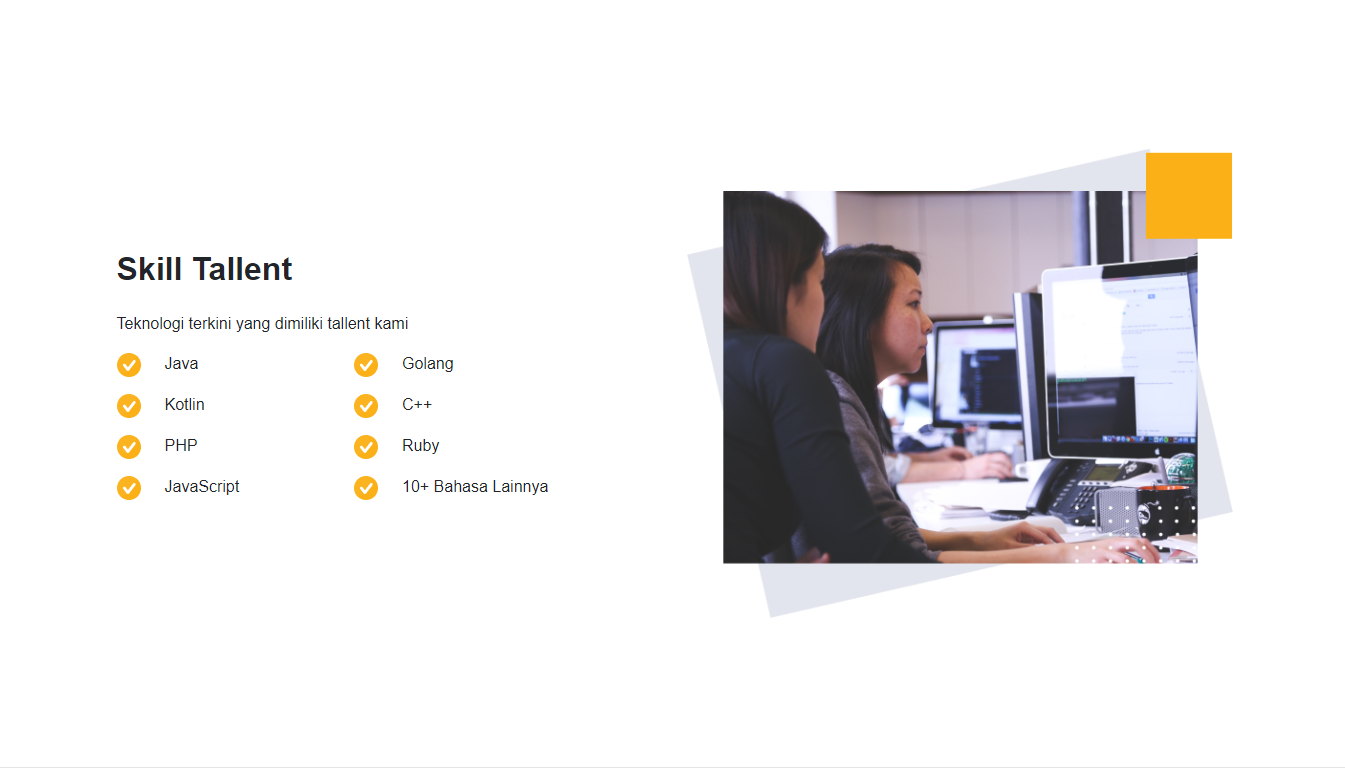 Skill Tallent
Teknologi terkini yang dimiliki tallent kami
Java
Golang
Kotlin
C++
PHP
Ruby
JavaScript
10+ Bahasa Lainnya